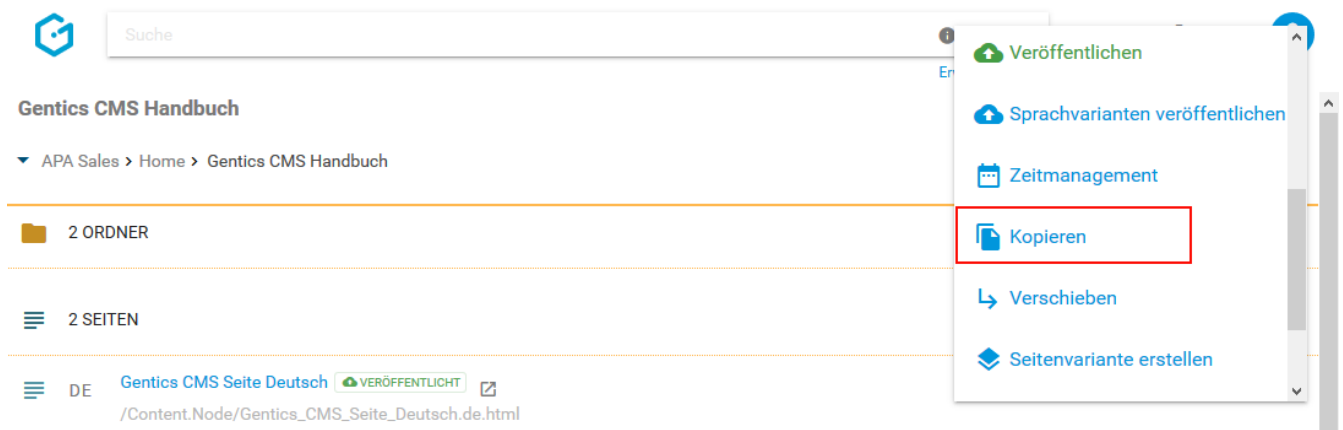 Suche
Er
Gentics CMS Handbuch
APA Sales > Home > Gentics CMS Handbuch
2 ORDNER
2 SEITEN
DE Gentics CMS Seite Deutsch VERÖFFENTLICHT
/Content.Node/Gentics_CMS_Seite_Deutsch.de.html
Veröffentlichen
Sprachvarianten veröffentlichen
Zeitmanagement
Kopieren
Verschieben
Seitenvariante erstellen